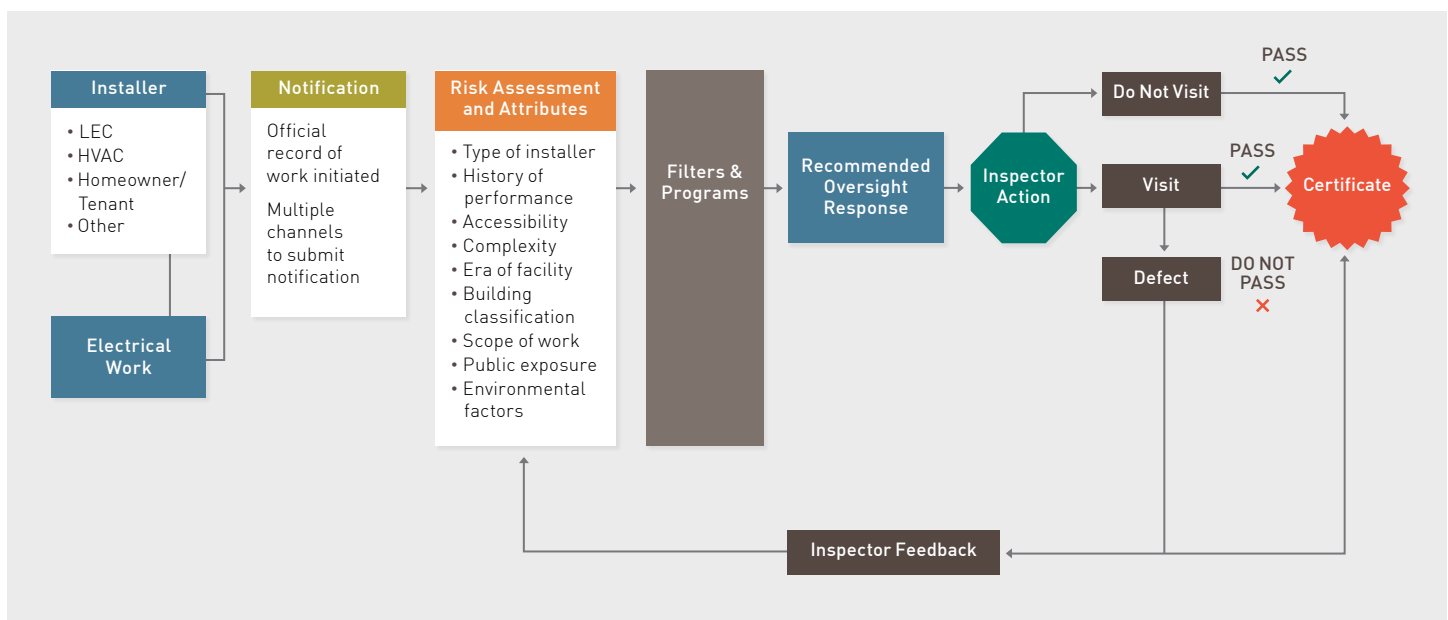 Installer
• LEC
• HVAC
• Homeowner/
Tenant
• Other
Electrical
Work
Notification
Official
record of
work initiated
Multiple
channels
to submit
notification
Risk Assessment
and Attributes
• Type of installer
• History of
performance
• Accessibility
• Complexity
• Era of facility
• Building
classification
• Scope of work
• Public exposure
• Environmental
factors
Filters &
Programs
Recommended
Oversight
Response
Inspector
Action
Do Not Visit
PASS
Visit
PASS
Defect
DO NOT
PASS
Certificate
Inspector Feedback